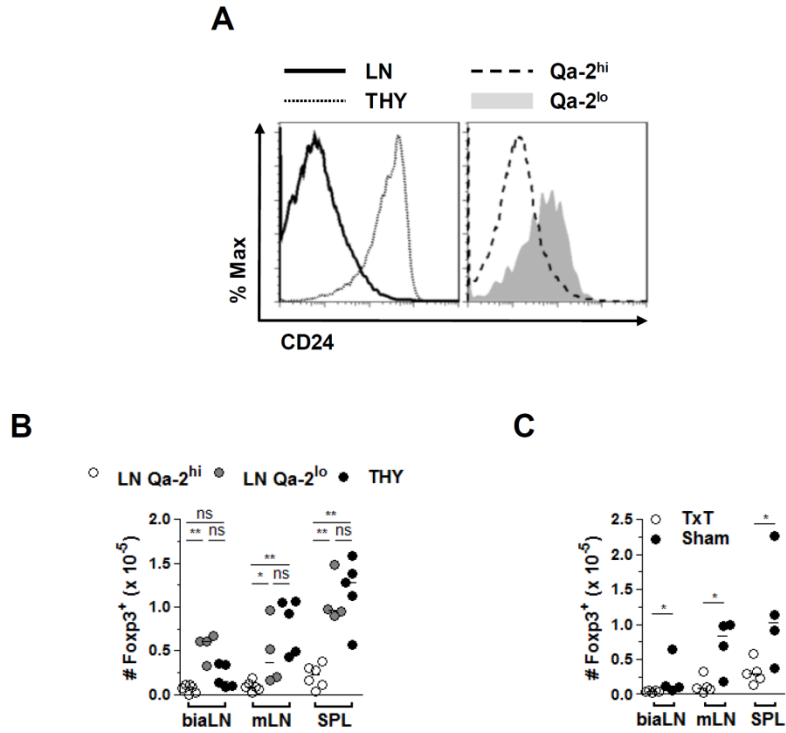 A
LN
Qa-2hi
THY
Qa-2lo
% Max
CD24
B
C
LN Qa-2hi
LN Qa-2lo
THY
# Foxp3+ (x 10-5)
2.0
1.5
1.0
0.5
0.0
ns
** ns
**
* ns
**
** ns
biaLN mLN SPL
TxT
Sham
# Foxp3+ (x 10-5)
2.5
2.0
1.5
1.0
0.5
0.0
*
*
*
biaLN mLN SPL